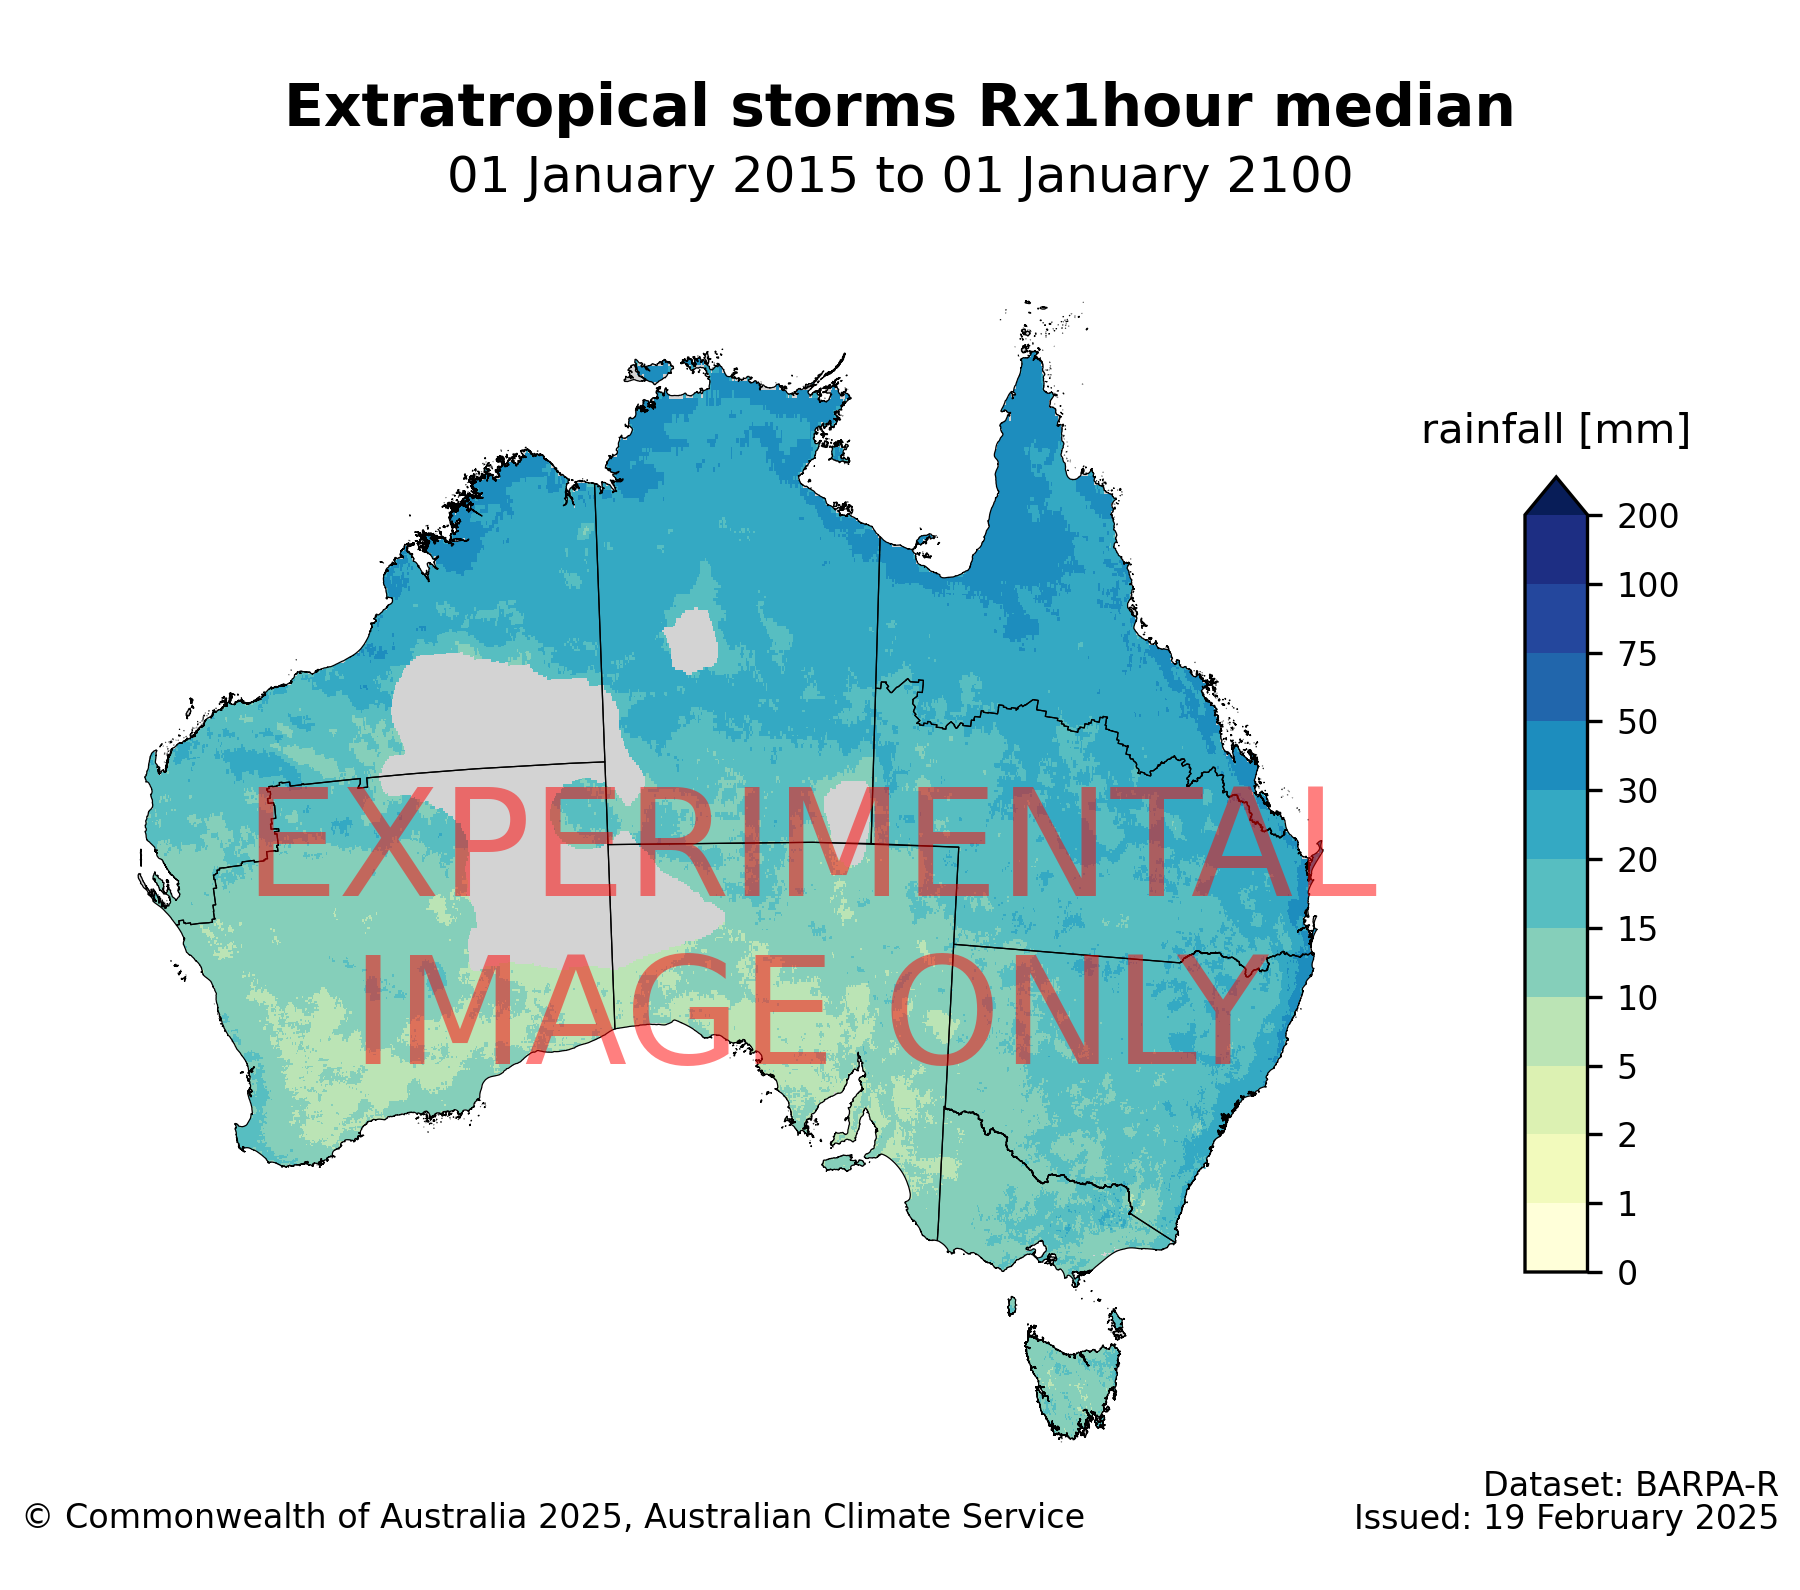 Extratropical storms Rx1hour median
01 January 2015 to 01 January 2100
rainfall [mm]
200
100
75
50
30
20
15
10
5
2
1
0
EXPERIMENTAL
IMAGE ONLY
Dataset: BARPA-R
© Commonwealth of Australia 2025, Australian Climate Service
Issued: 19 February 2025